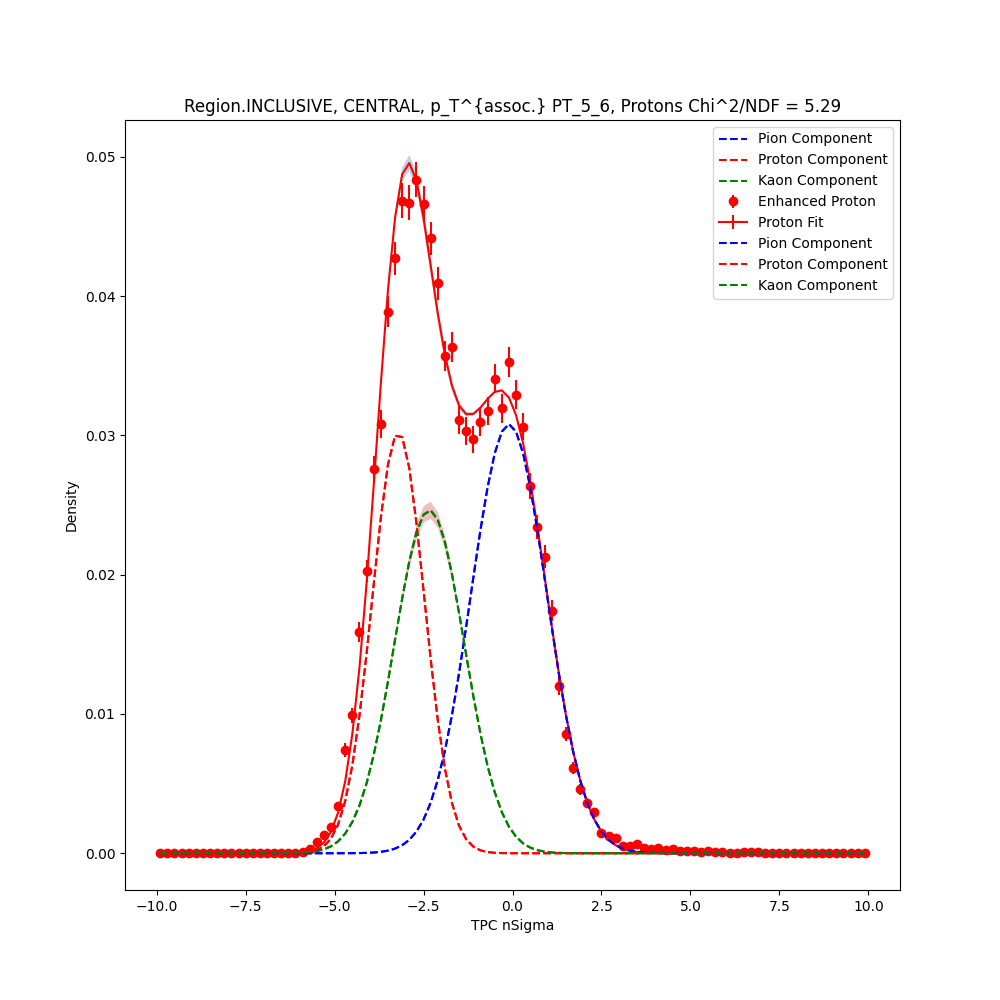 Region.INCLUSIVE, CENTRAL, p_T^{assoc.} PT_5_6, Protons Chi^2/NDF = 5.29
Pion Component
Proton Component
Kaon Component
Enhanced Proton
Proton Fit
Pion Component
Proton Component
Kaon Component
0.05
0.04
0.03
0.02
0.01
0.00
Density
−10.0 −7.5 −5.0 −2.5 0.0 2.5 5.0 7.5 10.0
TPC nSigma